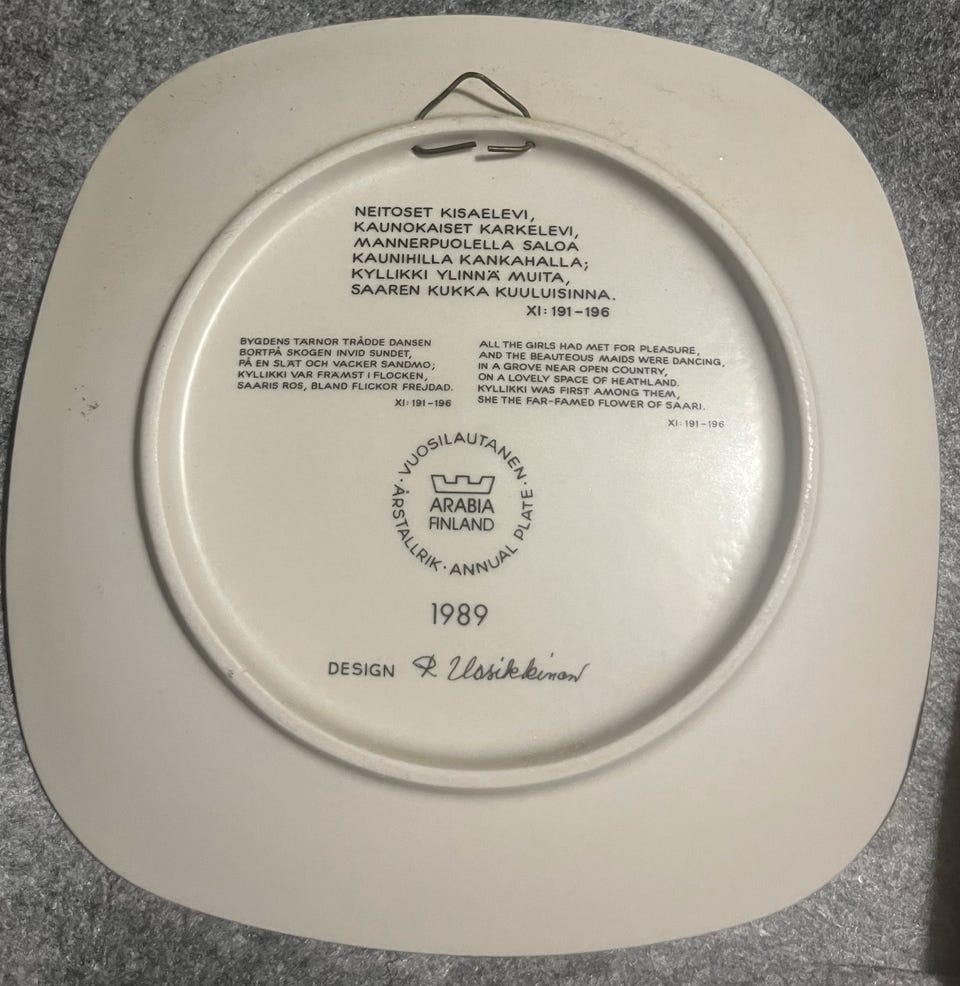 NEITOSET KISAELEVI,
KAUNOKAISET KARKELEVI,
MANNERPUOLELLA SALOA
KAUNIHILLA KANKAHALLA;
KYLLIKKI YLINNÄ MUITA,
SAAREN KUKKA KUULUISINNA.
XI: 191-196
BYGDENS TÄRNOR TRÅDDE DANSEN
BORTPÅ SKOGEN INVID SUNDET,
PÅ EN SLÄT OCH VACKER SANDMO;
KYLLIKKI VAR FRÄMST I FLOCKEN,
SAARIS ROS, BLAND FLICKOR FREJDAD.
XI: 191-196
ALL THE GIRLS HAD MET FOR PLEASURE,
AND THE BEAUTEOUS MAIDS WERE DANCING,
IN A GROVE NEAR OPEN COUNTRY,
ON A LOVELY SPACE OF HEATHLAND.
KYLLIKKI WAS FIRST AMONG THEM,
SHE THE FAR-FAMED FLOWER OF SAARI.
XI: 191-196
· VUOSILAUTANEN · ANNUAL PLATE · ÅRSTALLRIK
ARABIA
FINLAND
1989
DESIGN R Uosikkinen